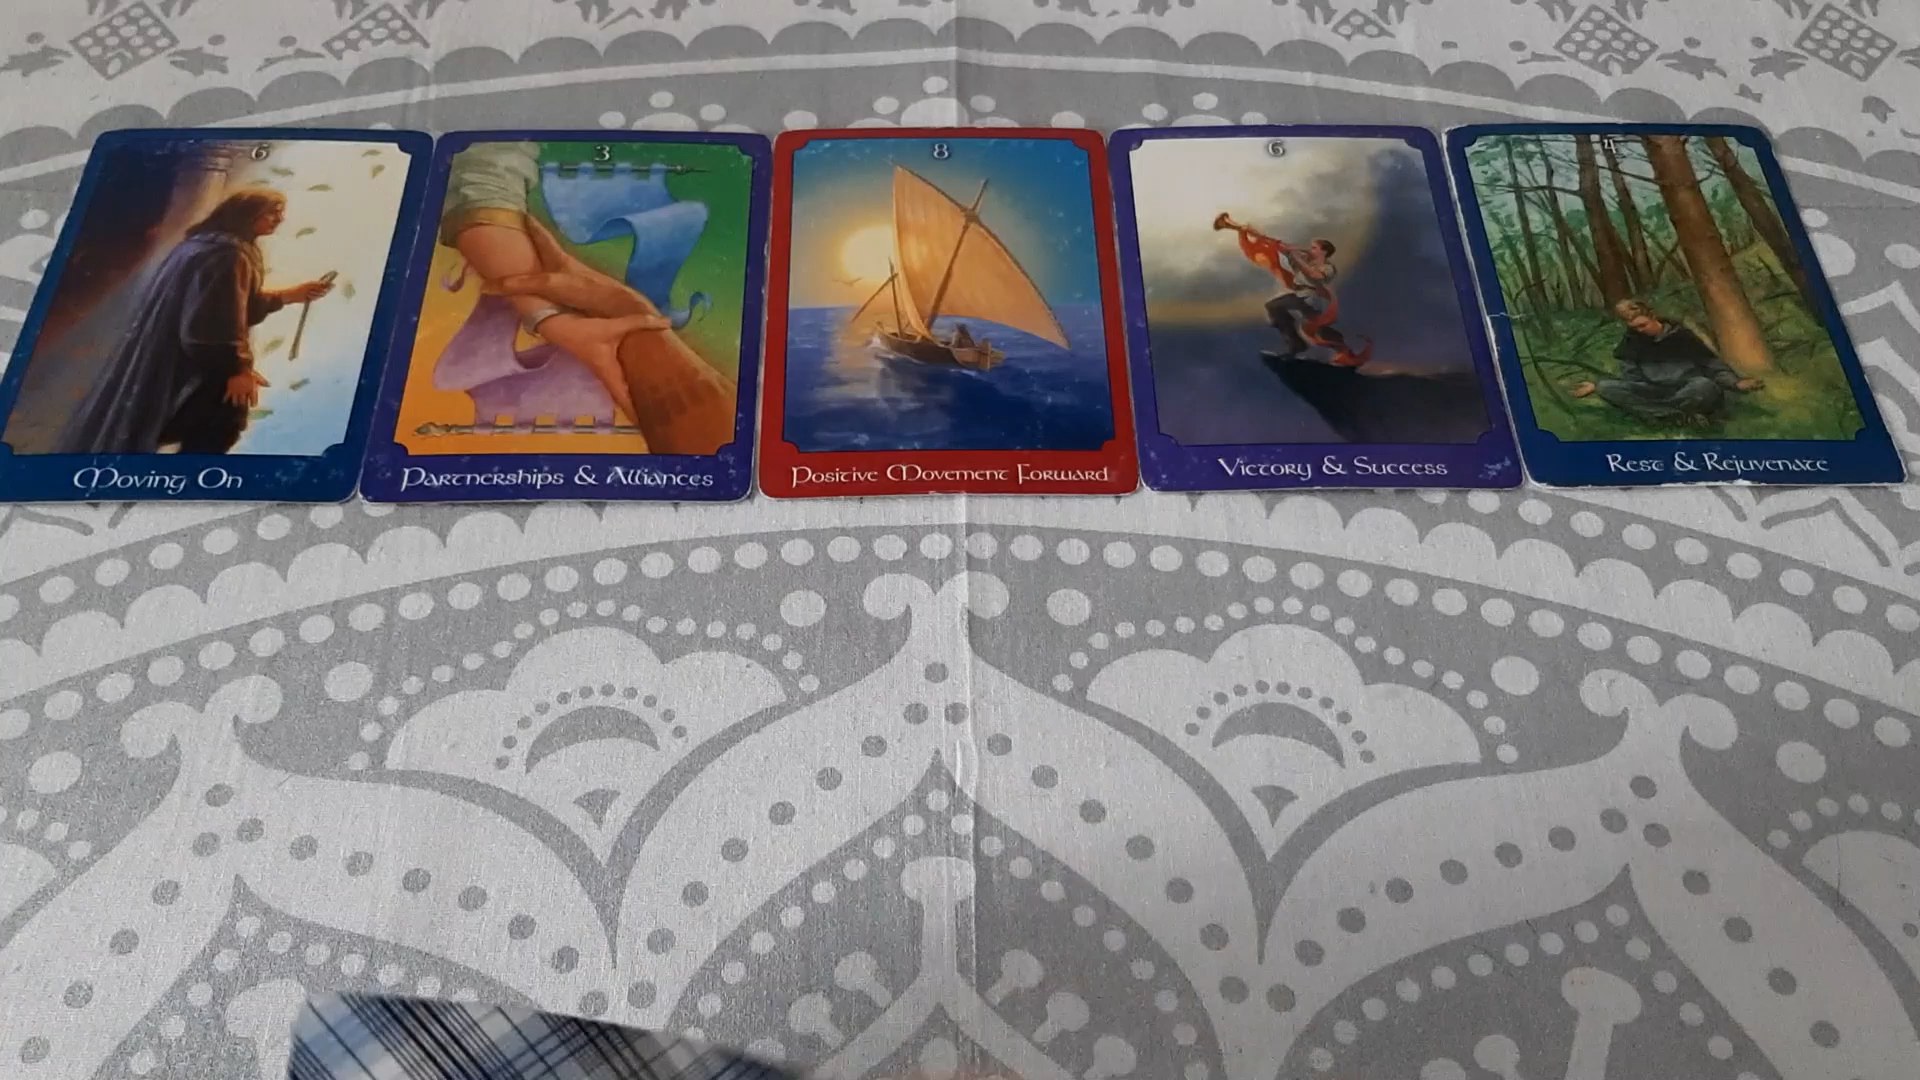 6
Moving On
3
Partnerships & Alliances
8
Positive Movement Forward
6
Victory & Success
4
Rest & Rejuvenate